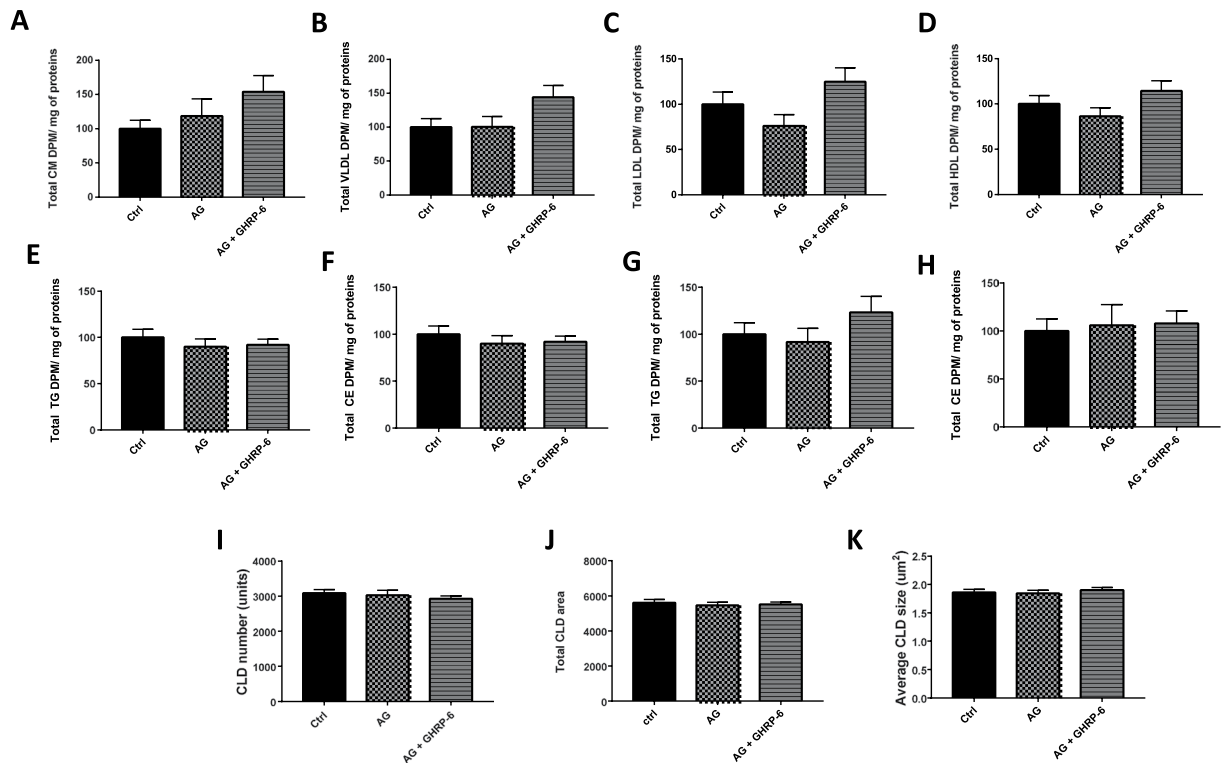 A
Total CM DPM/ mg of proteins
200
150
100
50
0
Ctrl
AG
AG + GHRP-6
B
Total VLDL DPM/ mg of proteins
200
150
100
50
0
Ctrl
AG
AG + GHRP-6
C
Total LDL DPM/ mg of proteins
150
100
50
0
Ctrl
AG
AG + GHRP-6
D
Total HDL DPM/ mg of proteins
150
100
50
0
Ctrl
AG
AG + GHRP-6
E
Total TG DPM/ mg of proteins
150
100
50
0
Ctrl
AG
AG + GHRP-6
F
Total CE DPM/ mg of proteins
150
100
50
0
Ctrl
AG
AG + GHRP-6
G
Total TG DPM/ mg of proteins
150
100
50
0
Ctrl
AG
AG + GHRP-6
H
Total CE DPM/ mg of proteins
150
100
50
0
Ctrl
AG
AG + GHRP-6
I
CLD number (units)
4000
3000
2000
1000
0
Ctrl
AG
AG + GHRP-6
J
Total CLD area
8000
6000
4000
2000
0
ctrl
AG
AG + GHRP-6
K
Average CLD size (um²)
2.5
2.0
1.5
1.0
0.5
0.0
Ctrl
AG
AG + GHRP-6